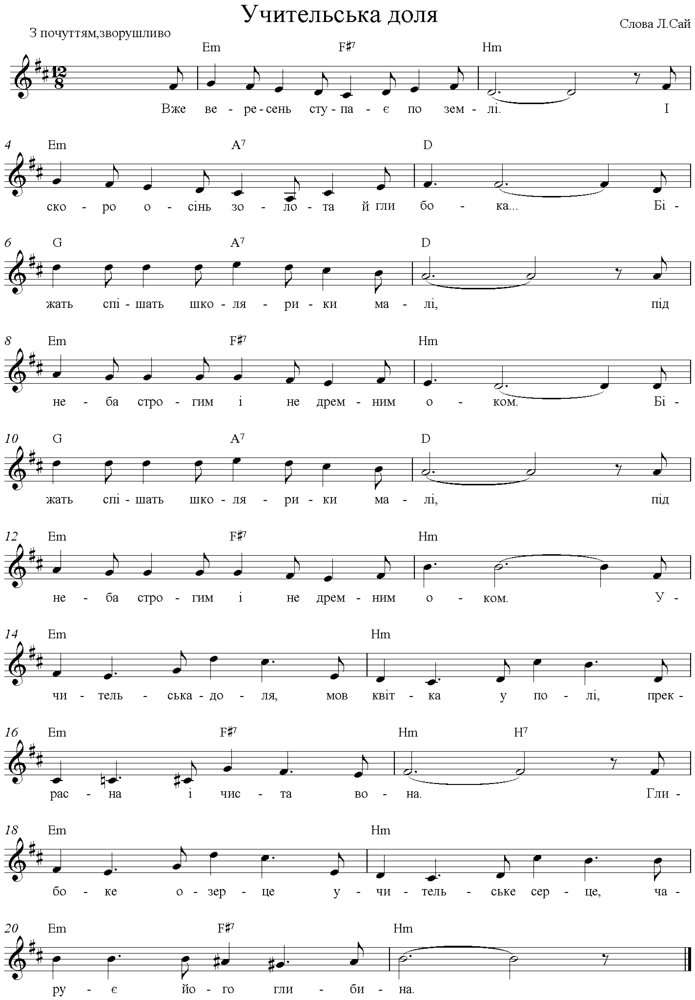 Учительська доля
Слова Л.Сай
З почуттям,зворушливо
Em F#7 Hm
12
8
Вже ве - ре - сень сту - па - є по зем - лі. І
4 Em A7 D
ско - ро о - сінь зо - ло - та й гли бо - ка... Бі -
6 G A7 D
жать спі - шать шко - ля - ри - ки ма - лі, під
8 Em F#7 Hm
не - ба стро - гим і не дрем - ним о - ком. Бі -
10 G A7 D
жать спі - шать шко - ля - ри - ки ма - лі, під
12 Em F#7 Hm
не - ба стро - гим і не дрем - ним о - ком. У -
14 Em Hm
чи - тель - ська - до - ля, мов квіт - ка у по - лі, прек -
16 Em F#7 Hm H7
рас - на і чис - та во - на. Гли -
18 Em Hm
бо - ке о - зер - це у - чи - тель - ське сер - це, ча -
20 Em F#7 Hm
ру - є йо - го гли - би - на.